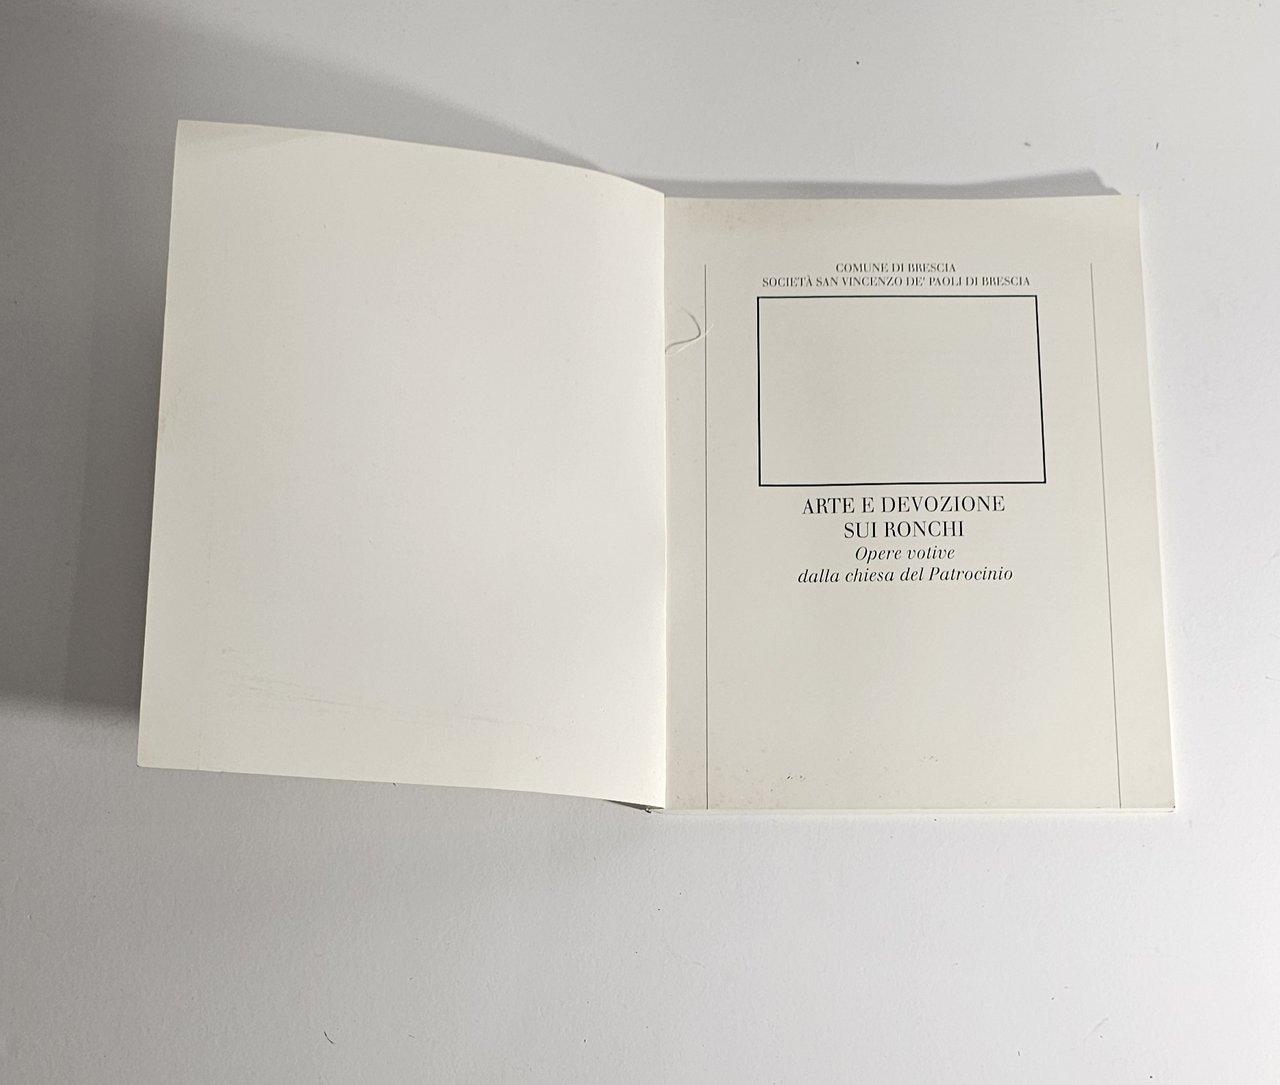 COMUNE DI BRESCIA
SOCIETÀ SAN VINCENZO DE' PAOLI DI BRESCIA
ARTE E DEVOZIONE
SUI RONCHI
Opere votive
dalla chiesa del Patrocinio